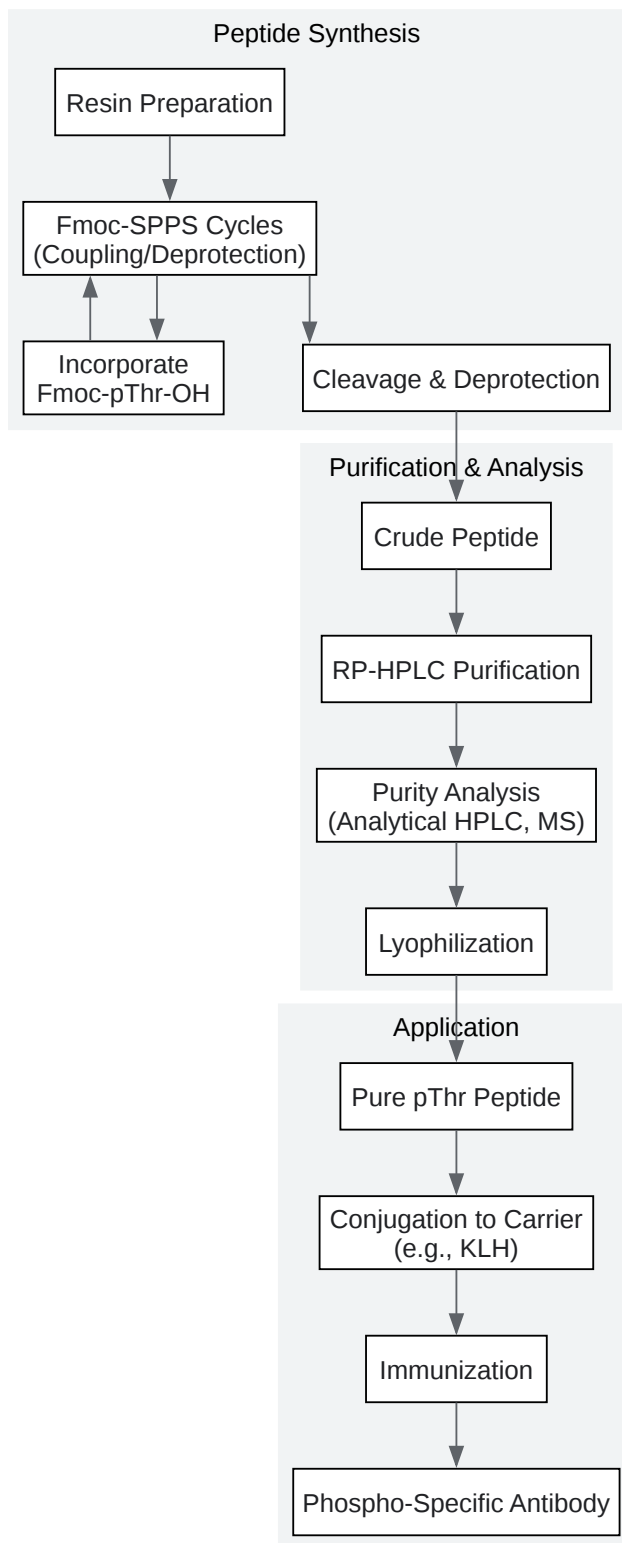 Peptide Synthesis
Resin Preparation
Fmoc-SPPS Cycles
(Coupling/Deprotection)
Incorporate
Fmoc-pThr-OH
Cleavage & Deprotection
Purification & Analysis
Crude Peptide
RP-HPLC Purification
Purity Analysis
(Analytical HPLC, MS)
Lyophilization
Application
Pure pThr Peptide
Conjugation to Carrier
(e.g., KLH)
Immunization
Phospho-Specific Antibody